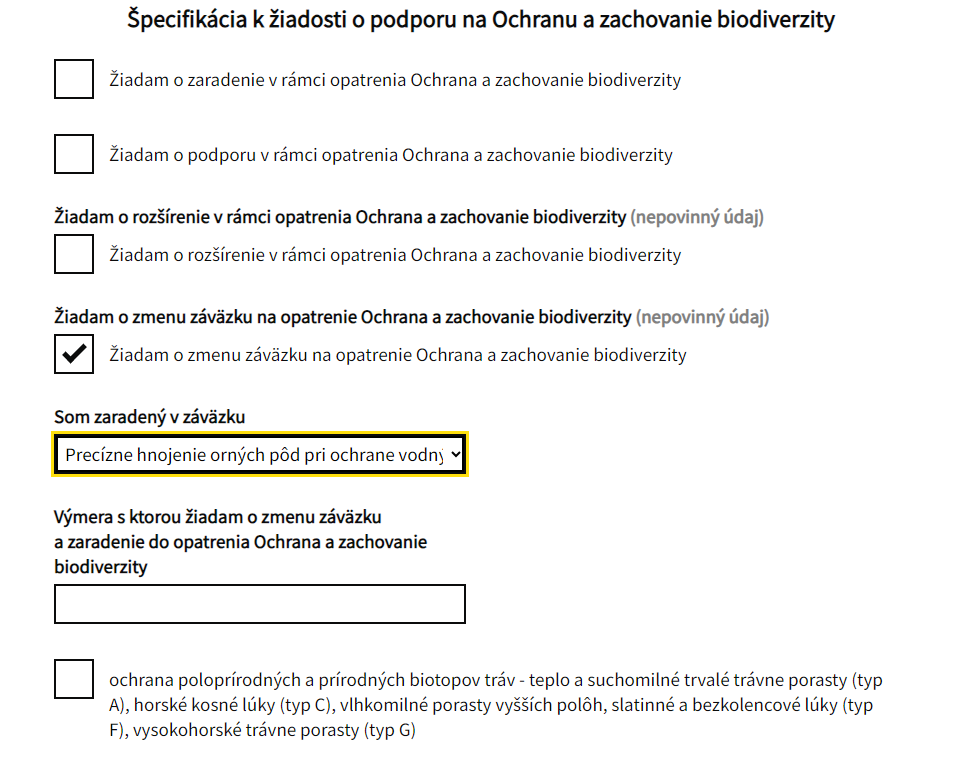 Špecifikácia k žiadosti o podporu na Ochranu a zachovanie biodiverzity
Žiadam o zaradenie v rámci opatrenia Ochrana a zachovanie biodiverzity
Žiadam o podporu v rámci opatrenia Ochrana a zachovanie biodiverzity
Žiadam o rozšírenie v rámci opatrenia Ochrana a zachovanie biodiverzity (nepovinný údaj)
Žiadam o rozšírenie v rámci opatrenia Ochrana a zachovanie biodiverzity
Žiadam o zmenu záväzku na opatrenie Ochrana a zachovanie biodiverzity (nepovinný údaj)
Žiadam o zmenu záväzku na opatrenie Ochrana a zachovanie biodiverzity
Som zaradený v záväzku
Precízne hnojenie orných pôd pri ochrane vodný
Výmera s ktorou žiadam o zmenu záväzku
a zaradenie do opatrenia Ochrana a zachovanie
biodiverzity
ochrana poloprírodných a prírodných biotopov tráv - teplo a suchomilné trvalé trávne porasty (typ
A), horské kosné lúky (typ C), vlhkomilné porasty vyšších polôh, slatinné a bezkolencové lúky (typ
F), vysokohorské trávne porasty (typ G)